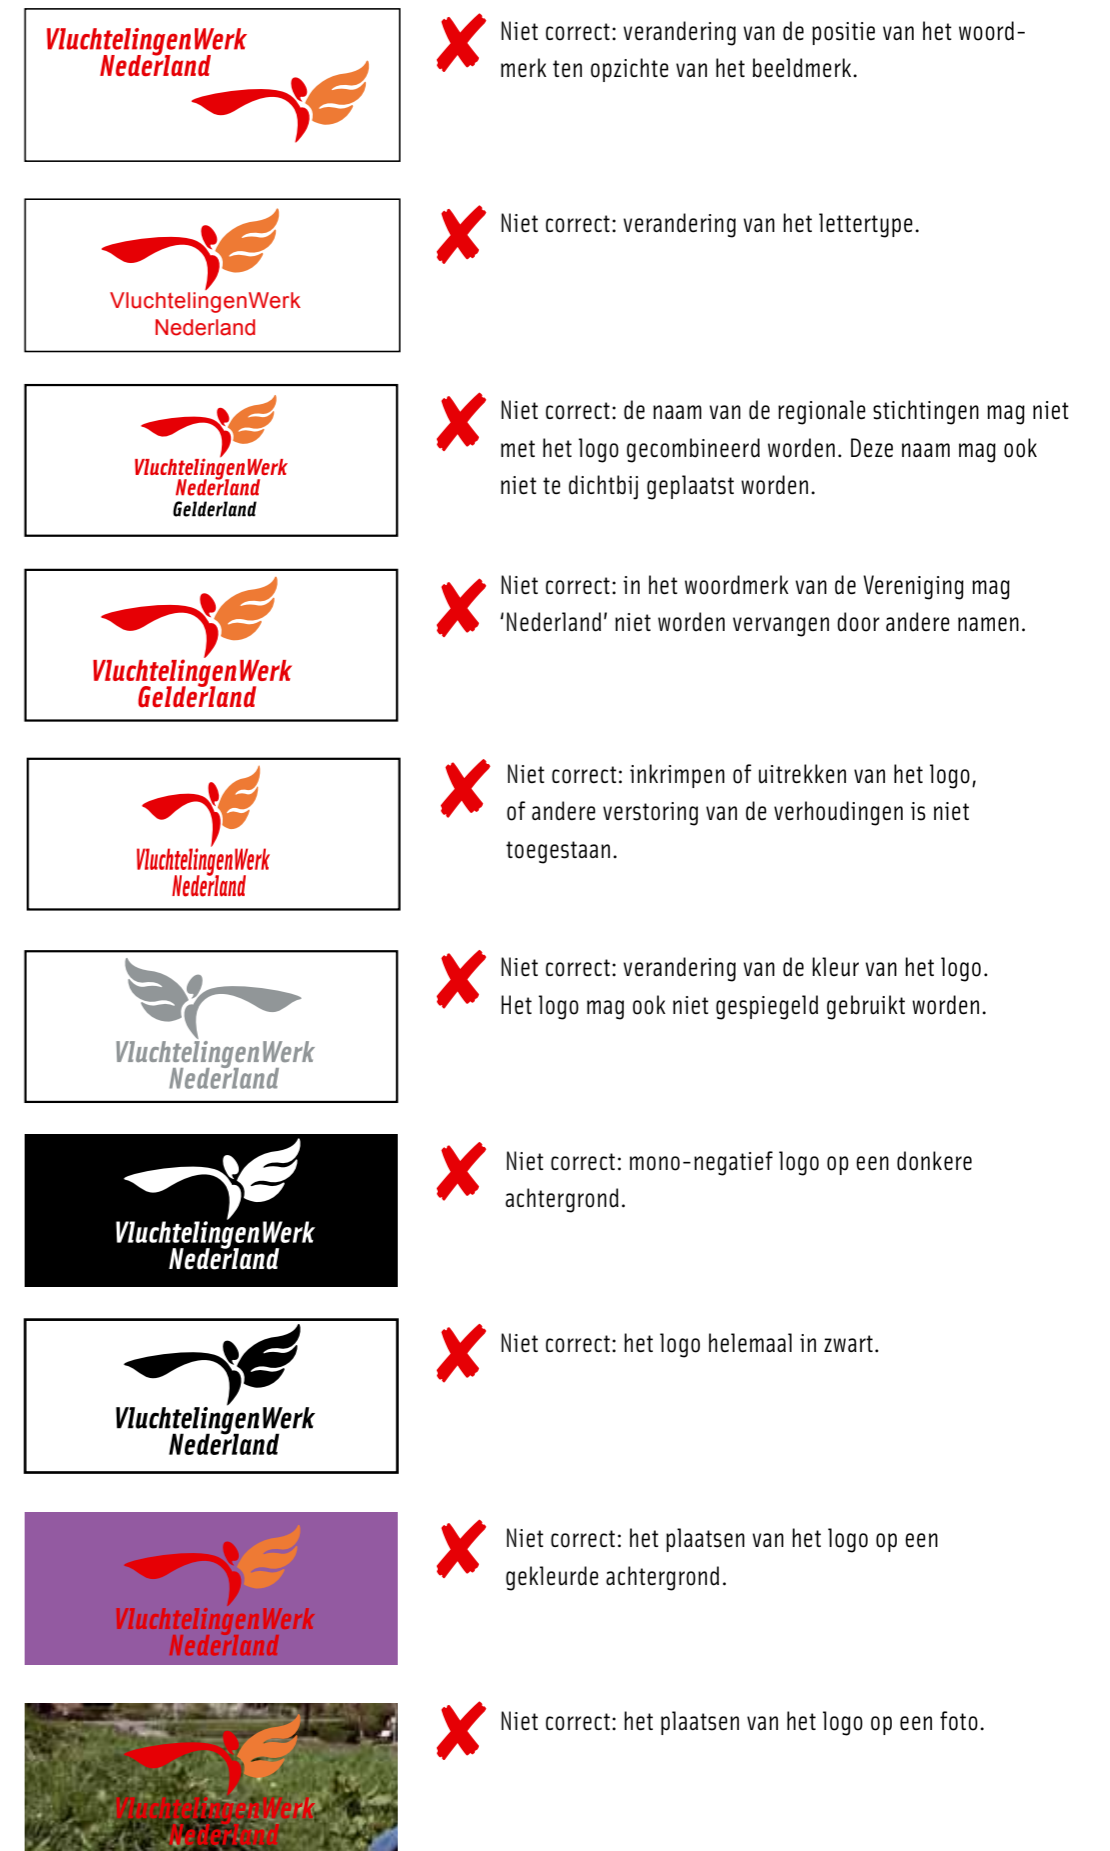 VluchtelingenWerk
Nederland
Niet correct: verandering van de positie van het woord-
merk ten opzichte van het beeldmerk.
VluchtelingenWerk
Nederland
Niet correct: verandering van het lettertype.
VluchtelingenWerk
Nederland
Gelderland
Niet correct: de naam van de regionale stichtingen mag niet
met het logo gecombineerd worden. Deze naam mag ook
niet te dichtbij geplaatst worden.
VluchtelingenWerk
Gelderland
Niet correct: in het woordmerk van de Vereniging mag
‘Nederland’ niet worden vervangen door andere namen.
VluchtelingenWerk
Nederland
Niet correct: inkrimpen of uitrekken van het logo,
of andere verstoring van de verhoudingen is niet
toegestaan.
VluchtelingenWerk
Nederland
Niet correct: verandering van de kleur van het logo.
Het logo mag ook niet gespiegeld gebruikt worden.
VluchtelingenWerk
Nederland
Niet correct: mono-negatief logo op een donkere
achtergrond.
VluchtelingenWerk
Nederland
Niet correct: het logo helemaal in zwart.
VluchtelingenWerk
Nederland
Niet correct: het plaatsen van het logo op een
gekleurde achtergrond.
VluchtelingenWerk
Nederland
Niet correct: het plaatsen van het logo op een foto.